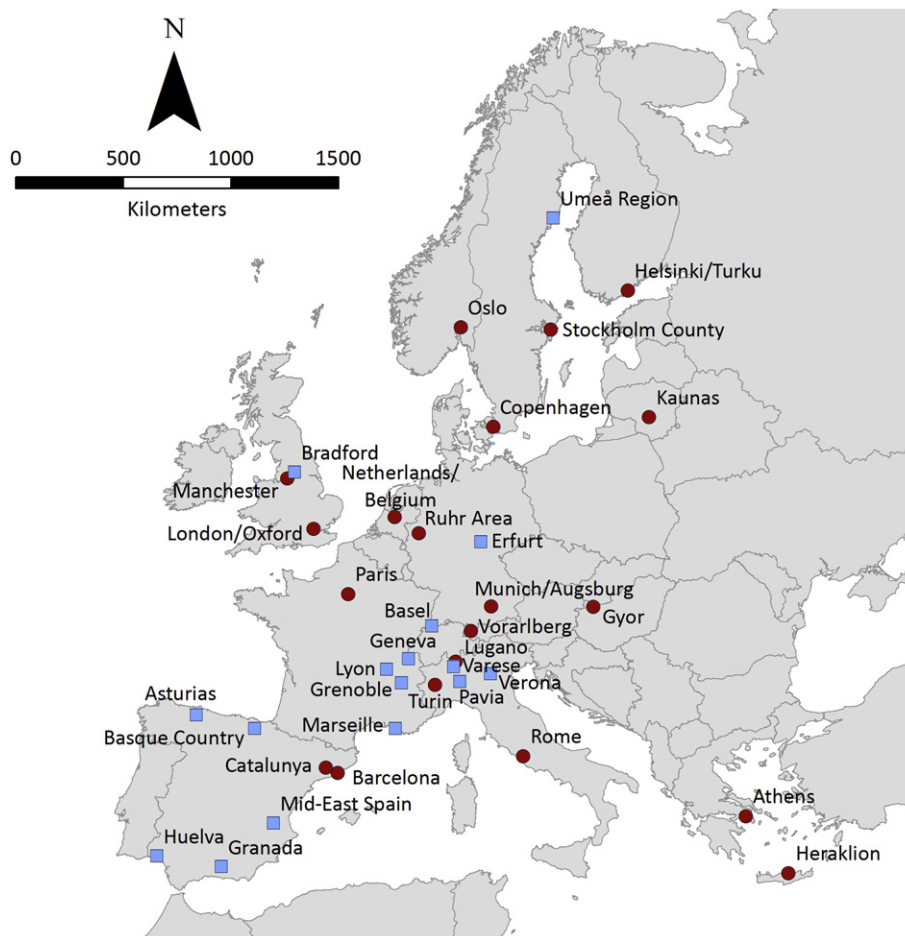 N
0 500 1000 1500
Kilometers
Umeå Region
Helsinki/Turku
Oslo
Stockholm County
Kaunas
Copenhagen
Bradford
Manchester
Netherlands/
Belgium
London/Oxford
Ruhr Area
Erfurt
Paris
Munich/Augsburg
Gyor
Basel
Vorarlberg
Geneva
Lugano
Lyon
Varese
Grenoble
Verona
Turin
Pavia
Asturias
Marseille
Basque Country
Rome
Catalunya
Barcelona
Mid-East Spain
Athens
Huelva
Granada
Heraklion